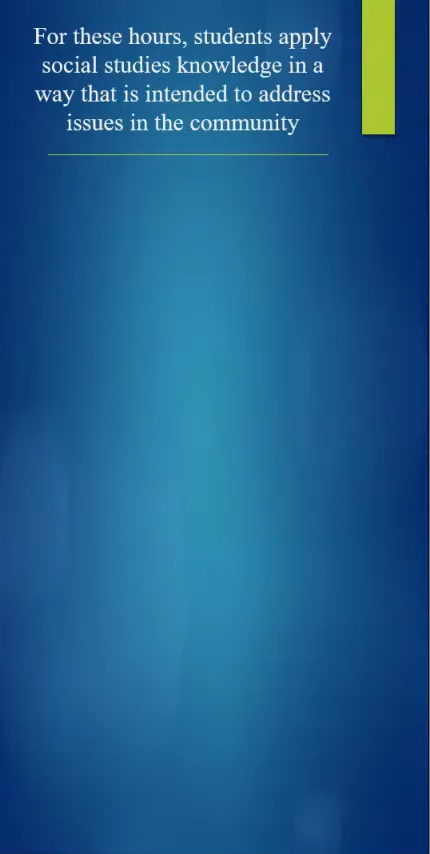 For these hours, students apply
social studies knowledge in a
way that is intended to address
issues in the community